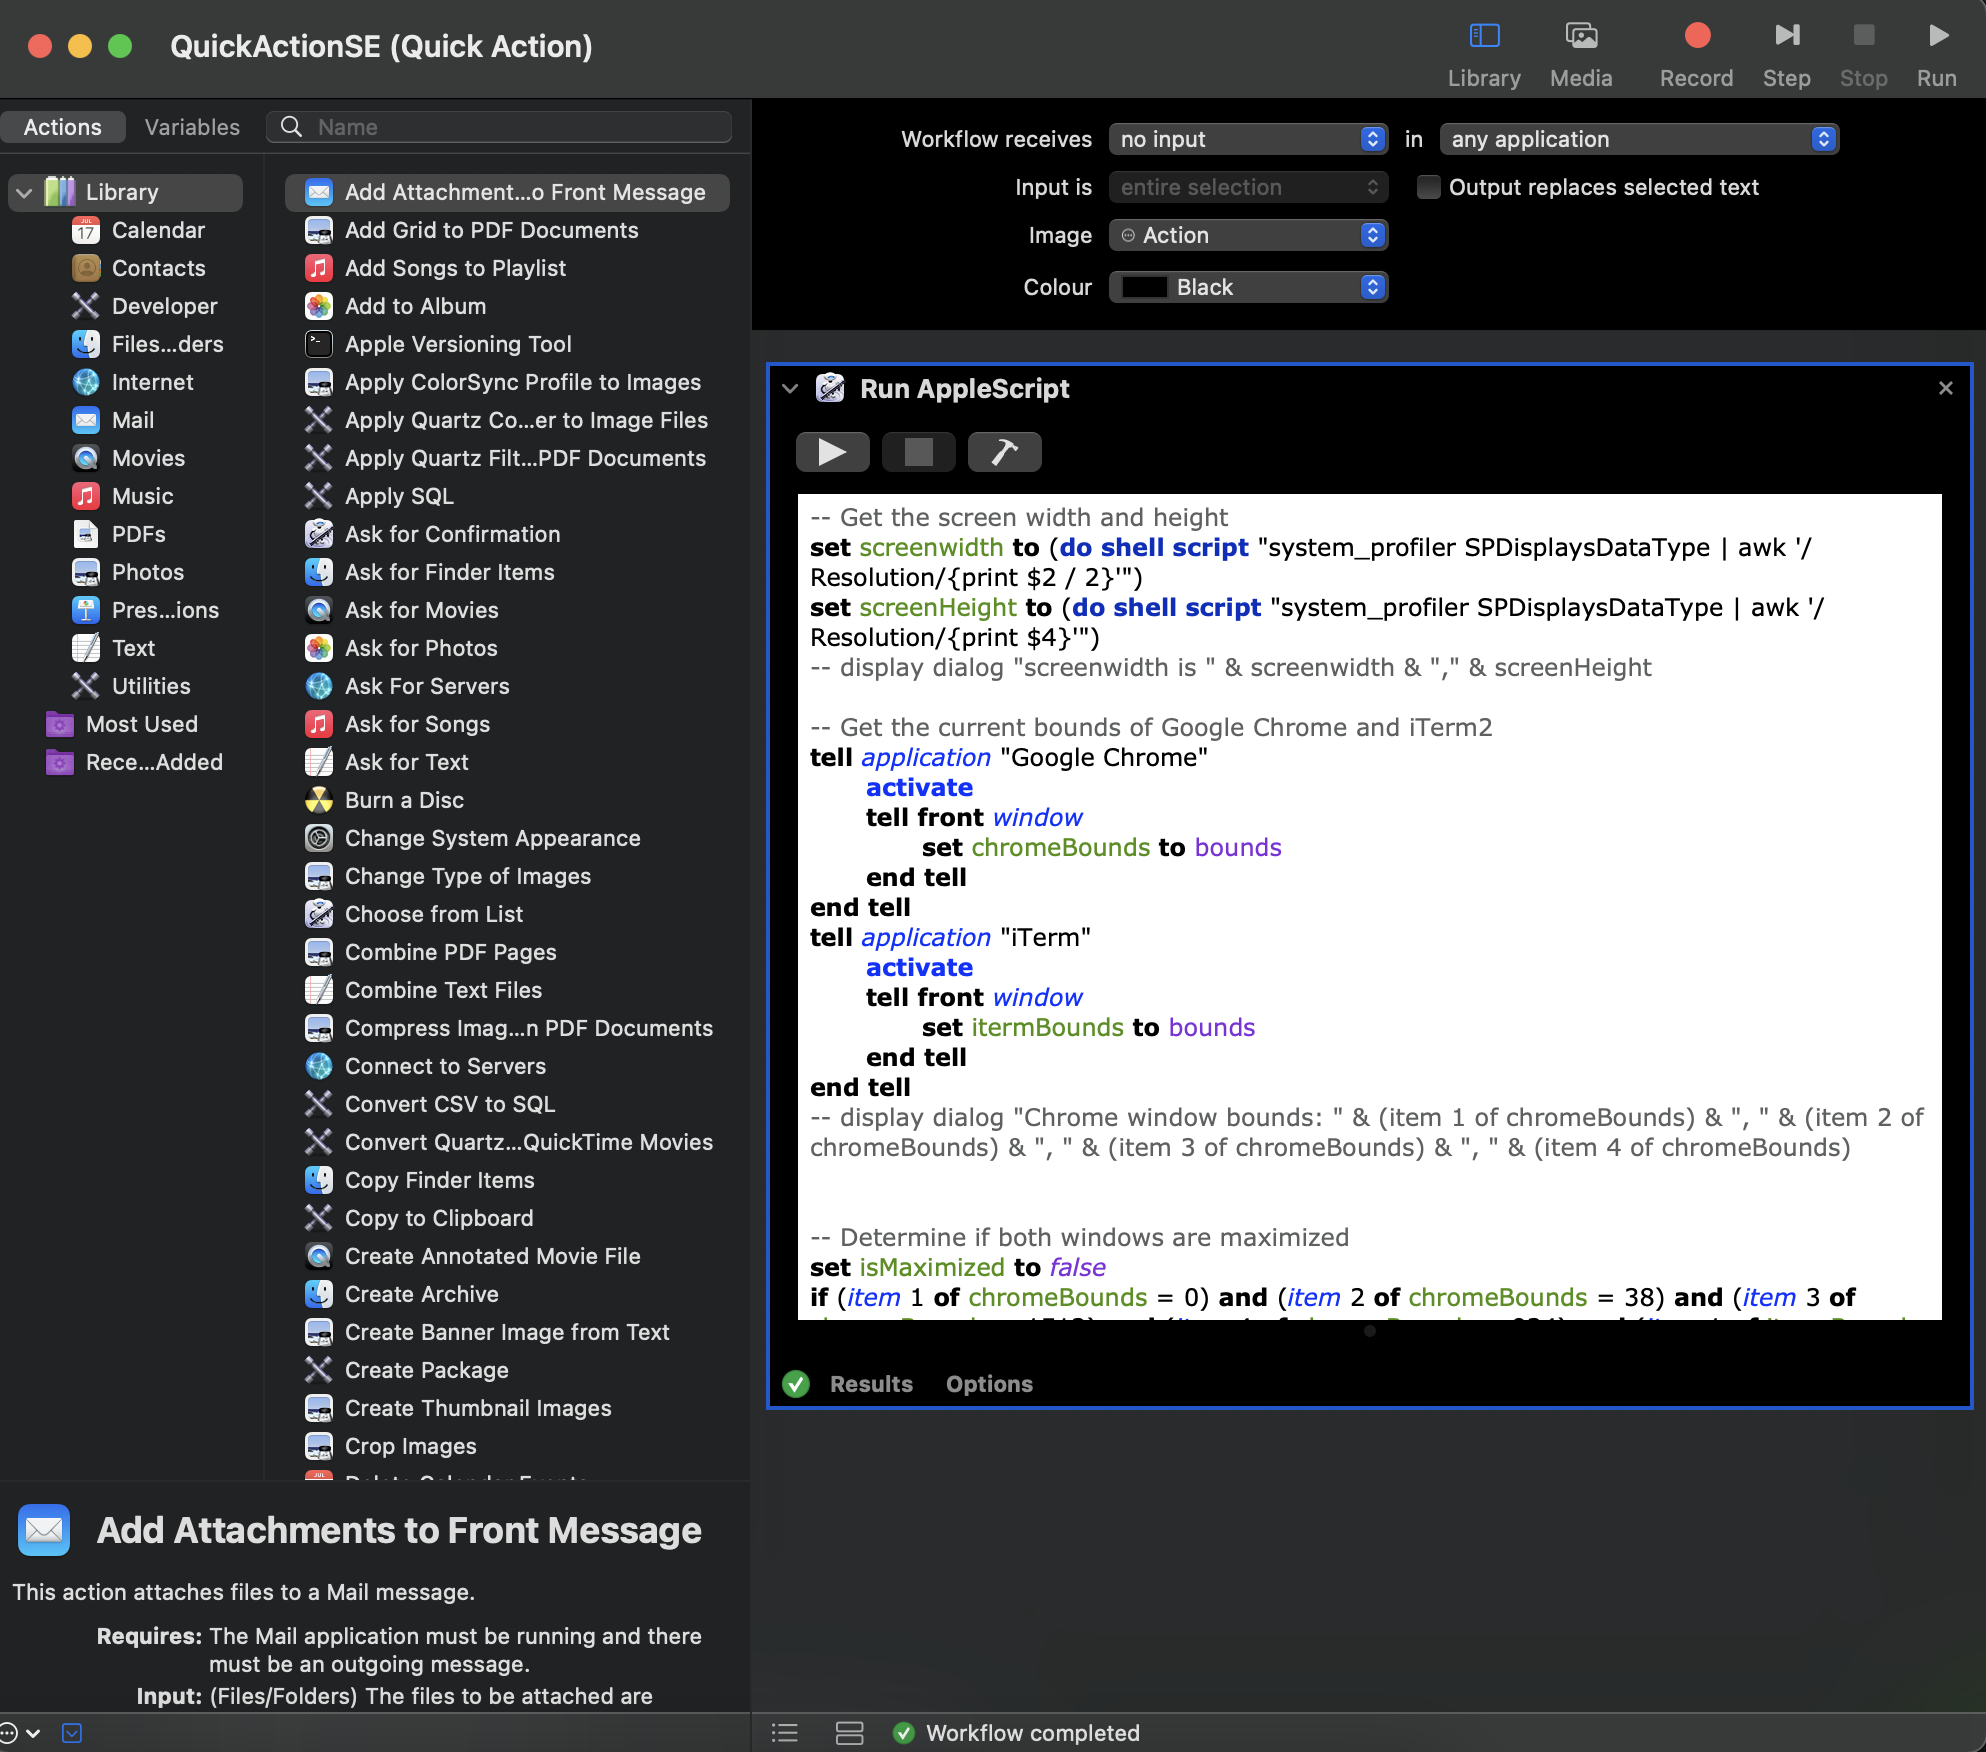 QuickActionSE (Quick Action)
Library
Media
Record
Step
Stop
Run
Actions
Variables
Name
Library
Calendar
Contacts
Developer
Files...ders
Internet
Mail
Movies
Music
PDFs
Photos
Pres...ions
Text
Utilities
Most Used
Rece...Added
Add Attachment...o Front Message
Add Grid to PDF Documents
Add Songs to Playlist
Add to Album
Apple Versioning Tool
Apply ColorSync Profile to Images
Apply Quartz Co...er to Image Files
Apply Quartz Filt...PDF Documents
Apply SQL
Ask for Confirmation
Ask for Finder Items
Ask for Movies
Ask for Photos
Ask For Servers
Ask for Songs
Ask for Text
Burn a Disc
Change System Appearance
Change Type of Images
Choose from List
Combine PDF Pages
Combine Text Files
Compress Imag...n PDF Documents
Connect to Servers
Convert CSV to SQL
Convert Quartz...QuickTime Movies
Copy Finder Items
Copy to Clipboard
Create Annotated Movie File
Create Archive
Create Banner Image from Text
Create Package
Create Thumbnail Images
Crop Images
Add Attachments to Front Message
This action attaches files to a Mail message.
Requires: The Mail application must be running and there
must be an outgoing message.
Input: (Files/Folders) The files to be attached are
Workflow receives no input in any application
Input is entire selection Output replaces selected text
Image Action
Colour Black
Run AppleScript
-- Get the screen width and height
set screenwidth to (do shell script "system_profiler SPDisplaysDataType | awk '/
Resolution/{print $2 / 2}'")
set screenHeight to (do shell script "system_profiler SPDisplaysDataType | awk '/
Resolution/{print $4}'")
-- display dialog "screenwidth is " & screenwidth & "," & screenHeight
-- Get the current bounds of Google Chrome and iTerm2
tell application "Google Chrome"
activate
tell front window
set chromeBounds to bounds
end tell
end tell
tell application "iTerm"
activate
tell front window
set itermBounds to bounds
end tell
end tell
-- display dialog "Chrome window bounds: " & (item 1 of chromeBounds) & ", " & (item 2 of
chromeBounds) & ", " & (item 3 of chromeBounds) & ", " & (item 4 of chromeBounds)
-- Determine if both windows are maximized
set isMaximized to false
if (item 1 of chromeBounds = 0) and (item 2 of chromeBounds = 38) and (item 3 of
Results
Options
Workflow completed